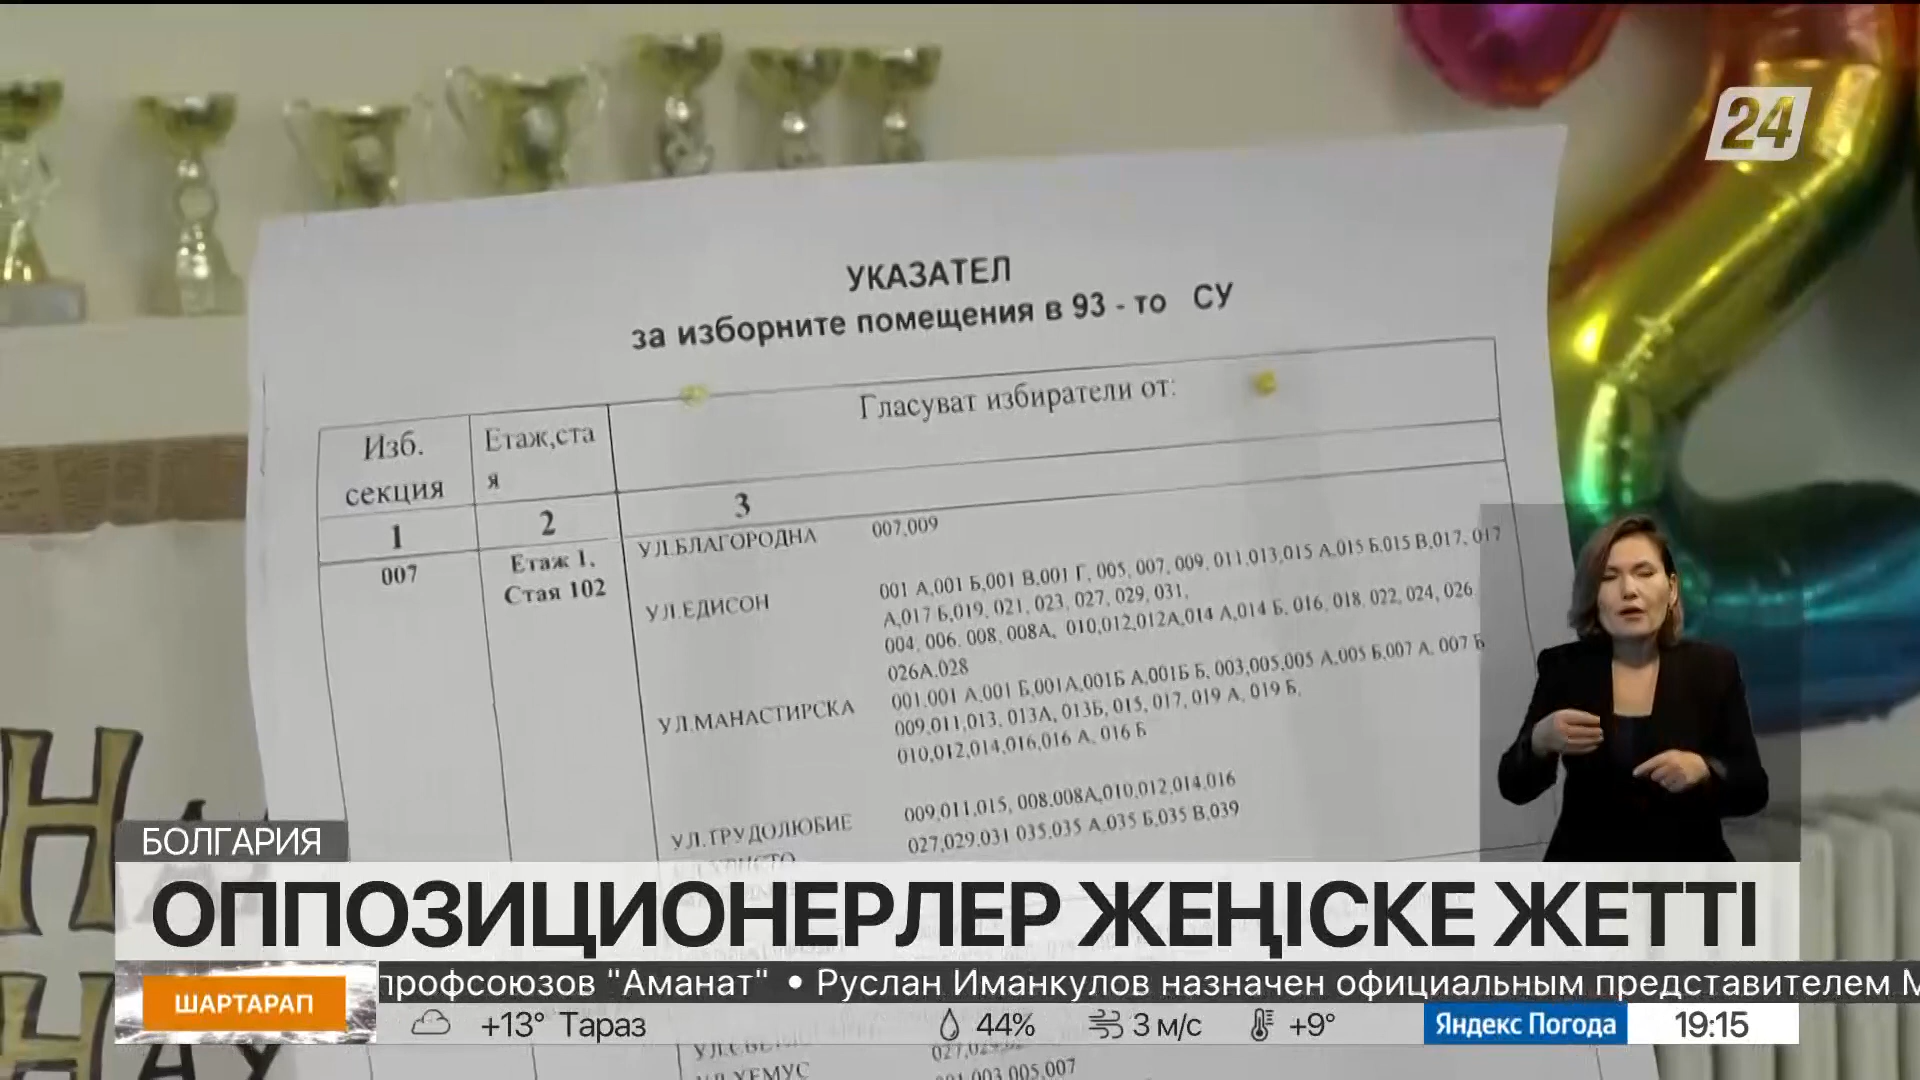 24
УКАЗАТЕЛ
за изборните помещения в 93 - то СУ
Изб. секция
Етаж,стая
Гласуват избиратели от:
1
2
3
007
Етаж 1, Стая 102
УЛ.БЛАГОРОДНА 007,009
УЛ.ЕДИСОН
001 А,001 Б,001 В,001 Г, 005, 007, 009, 011,013,015 А,015 Б,015 В,017, 017
А,017 Б,019, 021, 023, 027, 029, 031,
004, 006, 008, 008А, 010,012,012А,014 А,014 Б, 016, 018, 022, 024, 026,
026А,028
УЛ.МАНАСТИРСКА
001,001 А,001 Б,001А,001Б А,001Б Б, 003,005,005 А,005 Б,007 А, 007 Б
009,011,013, 013А, 013Б, 015, 017, 019 А, 019 Б,
010,012,014,016,016 А, 016 Б
УЛ.ТРУДОЛЮБИЕ
009,011,015, 008,008А,010,012,014,016
027,029,031 035,035 А,035 Б,035 В,039
БОЛГАРИЯ
ОППОЗИЦИОНЕРЛЕР ЖЕҢІСКЕ ЖЕТТІ
ШАРТАРАП
профсоюзов "Аманат" • Руслан Иманкулов назначен официальным представителем М
+13° Тараз 44% 3 м/с +9° Яндекс Погода 19:15
УЛ.ХЕМУС 001,003,005,007